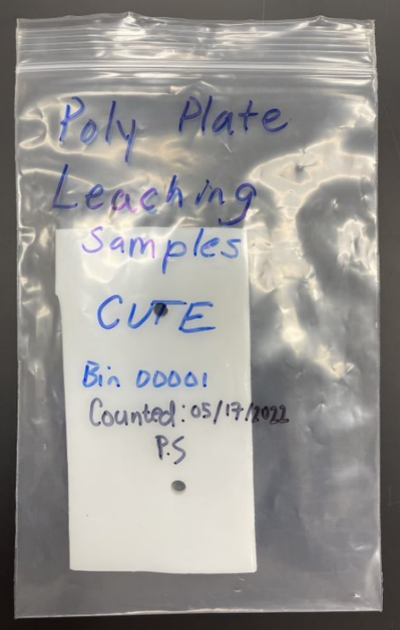 Poly Plate
Leaching
Samples
CUTE
Bin 00001
Counted: 05/17/2022
P.S